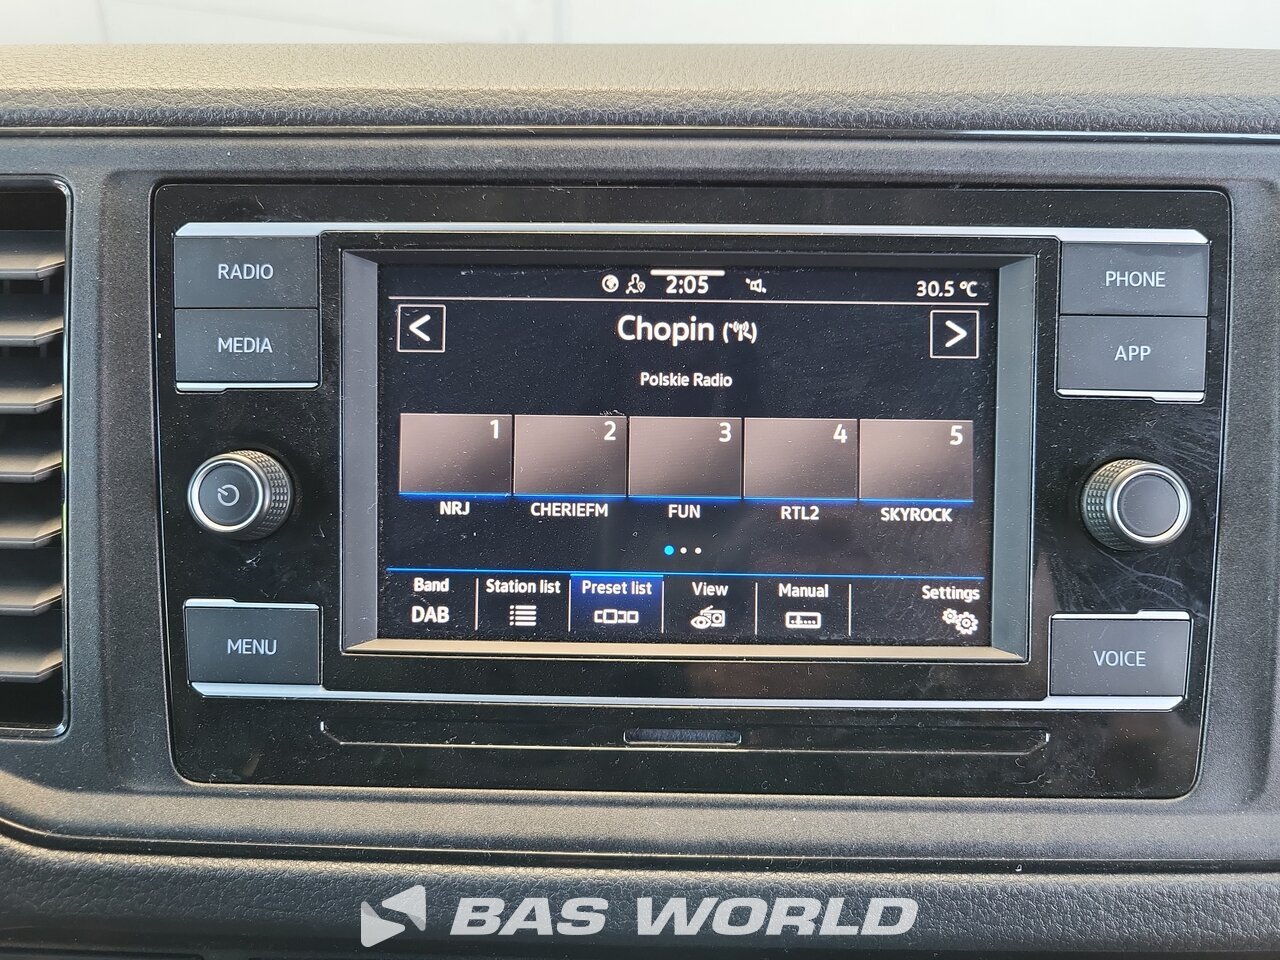 RADIO
MEDIA
MENU
PHONE
APP
VOICE
2:05
30.5 °C
<
Chopin
>
Polskie Radio
1 2 3 4 5
NRJ CHERIEFM FUN RTL2 SKYROCK
Band Station list Preset list View Manual Settings
DAB
BAS WORLD